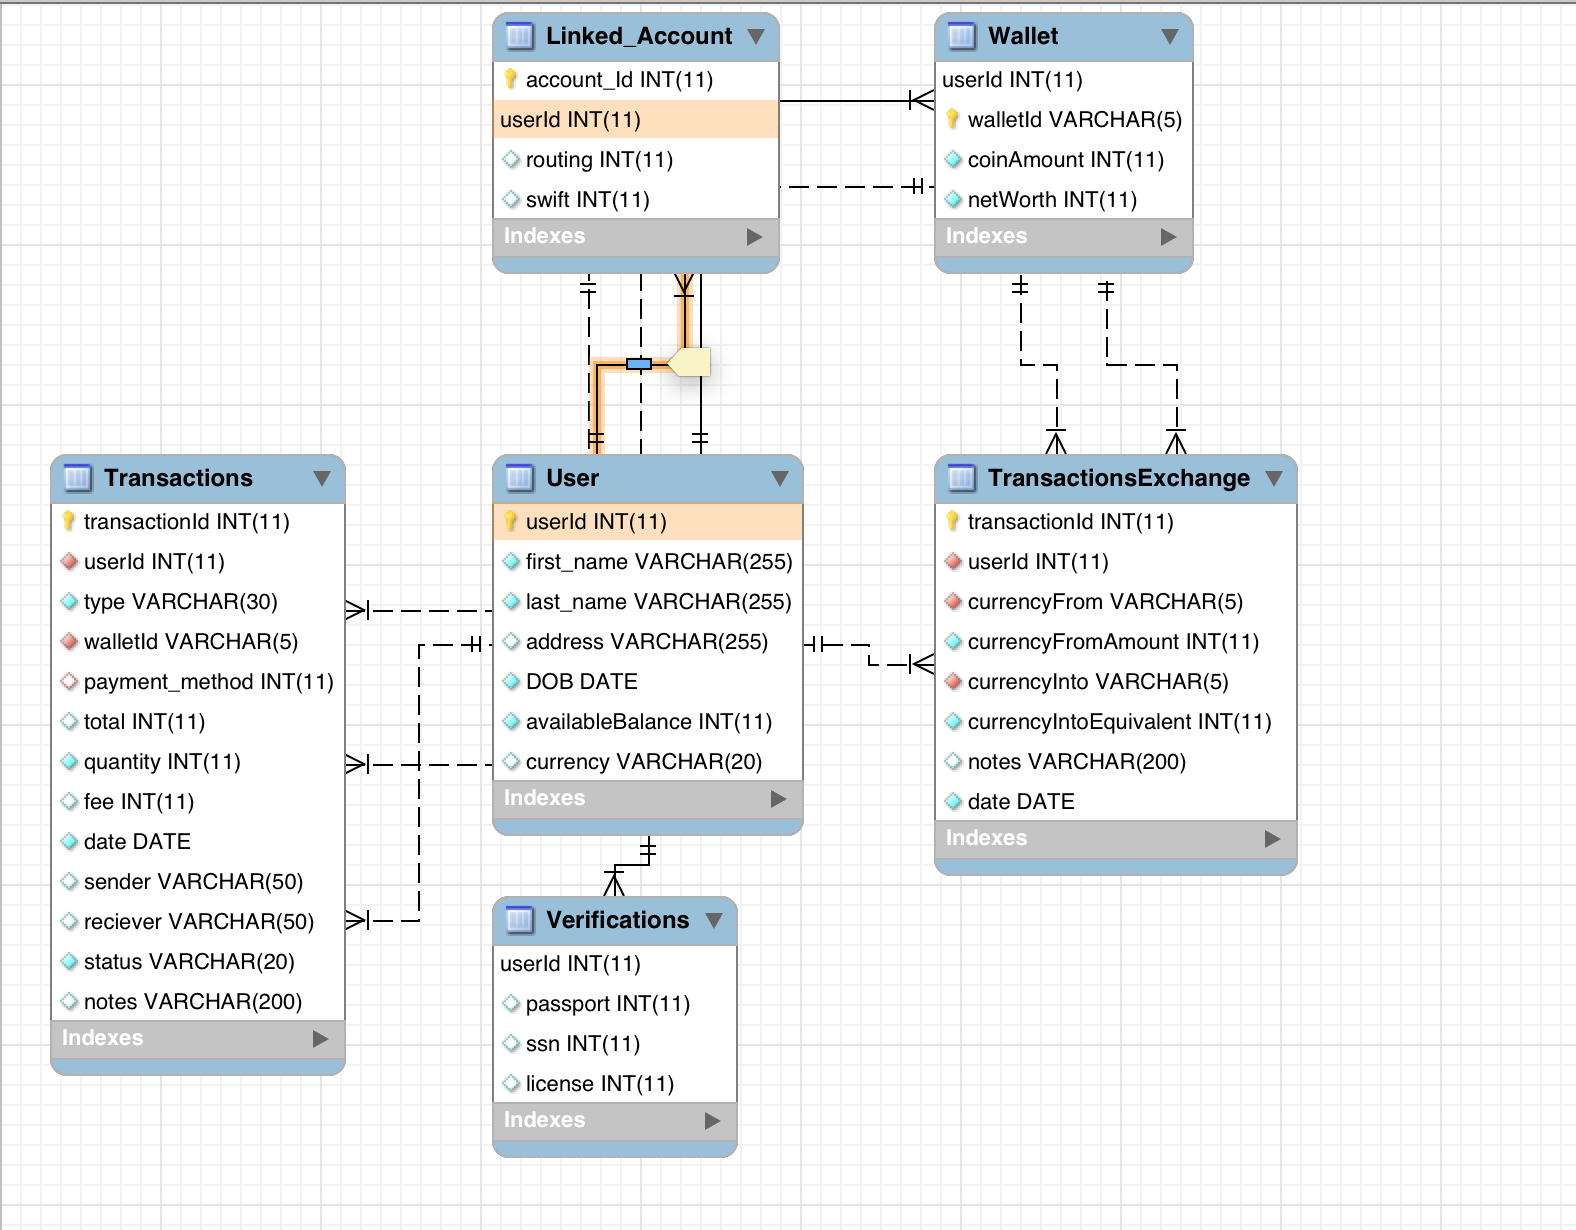 Linked_Account
account_Id INT(11)
userId INT(11)
routing INT(11)
swift INT(11)
Indexes
Wallet
userId INT(11)
walletId VARCHAR(5)
coinAmount INT(11)
netWorth INT(11)
Indexes
Transactions
transactionId INT(11)
userId INT(11)
type VARCHAR(30)
walletId VARCHAR(5)
payment_method INT(11)
total INT(11)
quantity INT(11)
fee INT(11)
date DATE
sender VARCHAR(50)
reciever VARCHAR(50)
status VARCHAR(20)
notes VARCHAR(200)
Indexes
User
userId INT(11)
first_name VARCHAR(255)
last_name VARCHAR(255)
address VARCHAR(255)
DOB DATE
availableBalance INT(11)
currency VARCHAR(20)
Indexes
TransactionsExchange
transactionId INT(11)
userId INT(11)
currencyFrom VARCHAR(5)
currencyFromAmount INT(11)
currencyInto VARCHAR(5)
currencyIntoEquivalent INT(11)
notes VARCHAR(200)
date DATE
Indexes
Verifications
userId INT(11)
passport INT(11)
ssn INT(11)
license INT(11)
Indexes